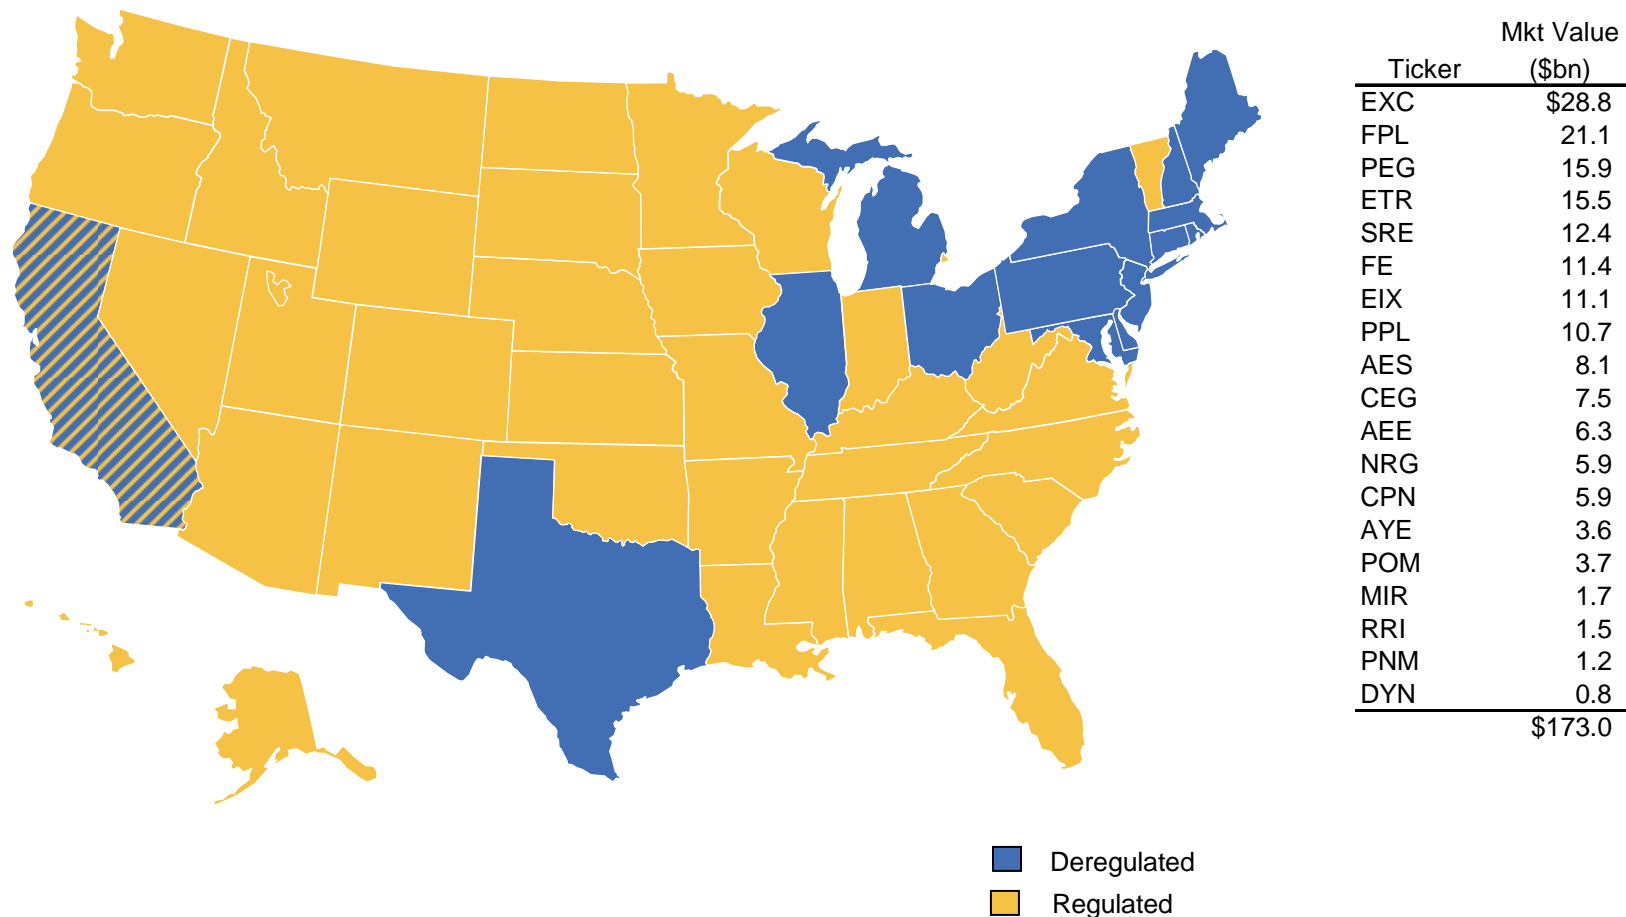 Mkt Value
Ticker ($bn)
EXC $28.8
FPL 21.1
PEG 15.9
ETR 15.5
SRE 12.4
FE 11.4
EIX 11.1
PPL 10.7
AES 8.1
CEG 7.5
AEE 6.3
NRG 5.9
CPN 5.9
AYE 3.6
POM 3.7
MIR 1.7
RRI 1.5
PNM 1.2
DYN 0.8
$173.0
Deregulated
Regulated